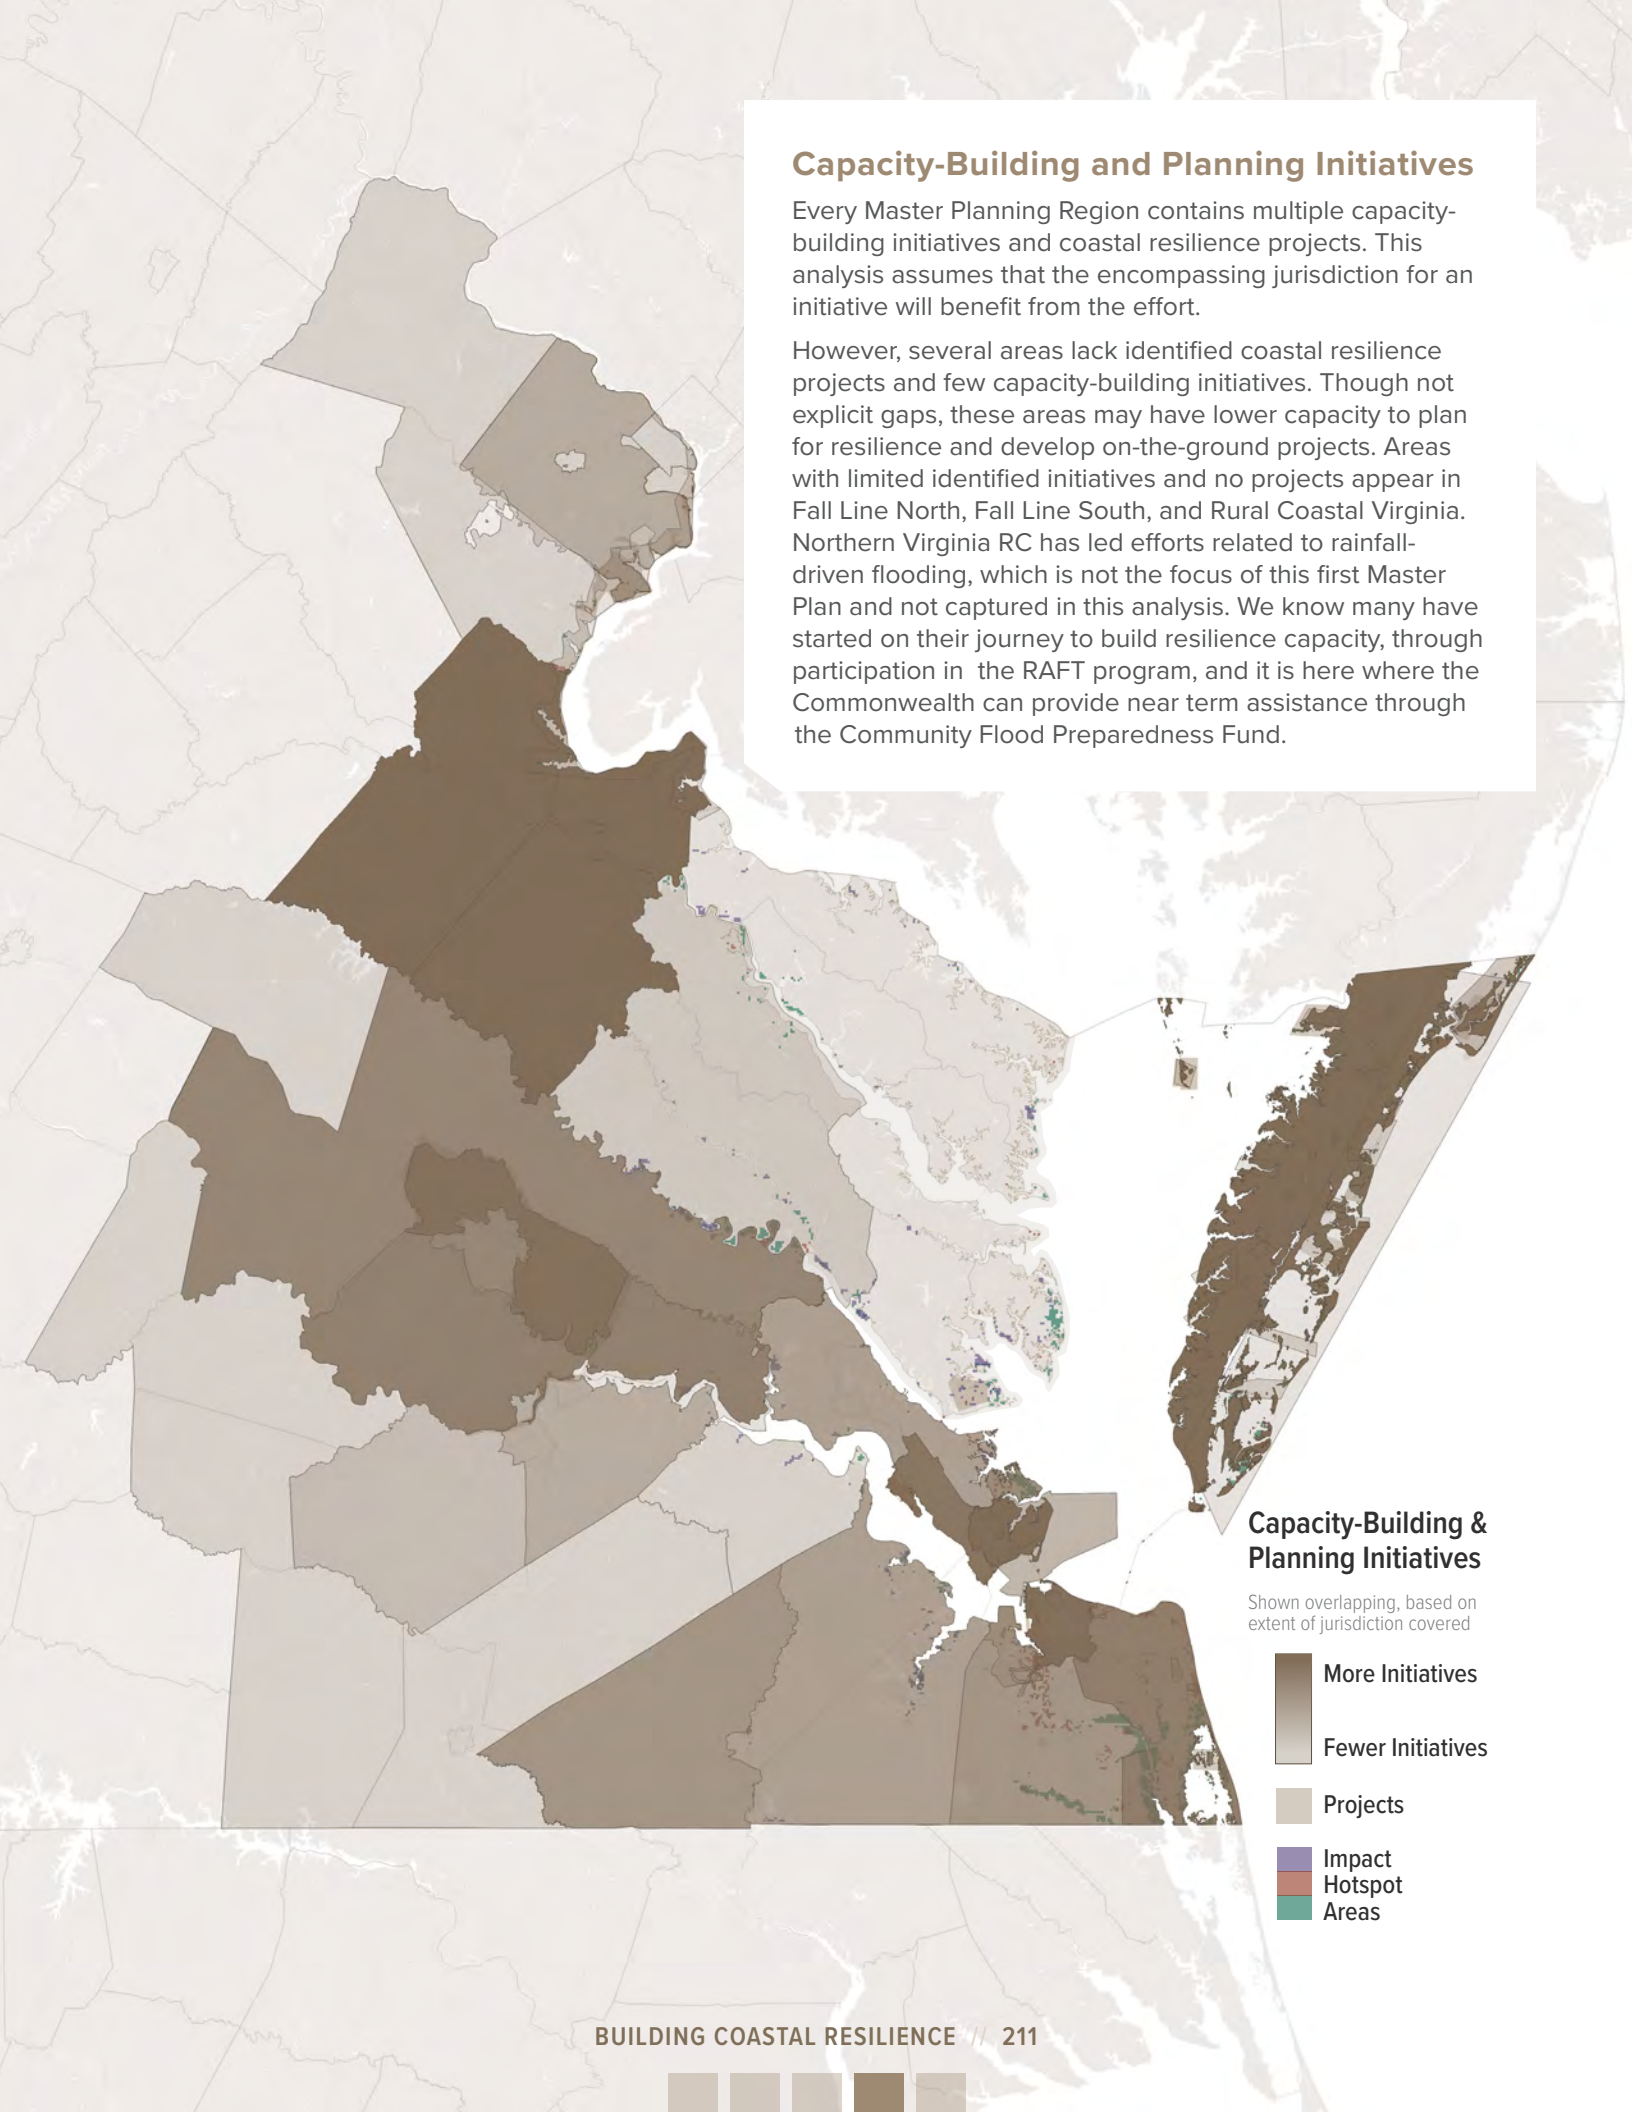 Capacity-Building and Planning Initiatives
Every Master Planning Region contains multiple capacity-
building initiatives and coastal resilience projects. This
analysis assumes that the encompassing jurisdiction for an
initiative will benefit from the effort.
However, several areas lack identified coastal resilience
projects and few capacity-building initiatives. Though not
explicit gaps, these areas may have lower capacity to plan
for resilience and develop on-the-ground projects. Areas
with limited identified initiatives and no projects appear in
Fall Line North, Fall Line South, and Rural Coastal Virginia.
Northern Virginia RC has led efforts related to rainfall-
driven flooding, which is not the focus of this first Master
Plan and not captured in this analysis. We know many have
started on their journey to build resilience capacity, through
participation in the RAFT program, and it is here where the
Commonwealth can provide near term assistance through
the Community Flood Preparedness Fund.
Capacity-Building &
Planning Initiatives
Shown overlapping, based on
extent of jurisdiction covered
More Initiatives
Fewer Initiatives
Projects
Impact
Hotspot
Areas
BUILDING COASTAL RESILIENCE // 211